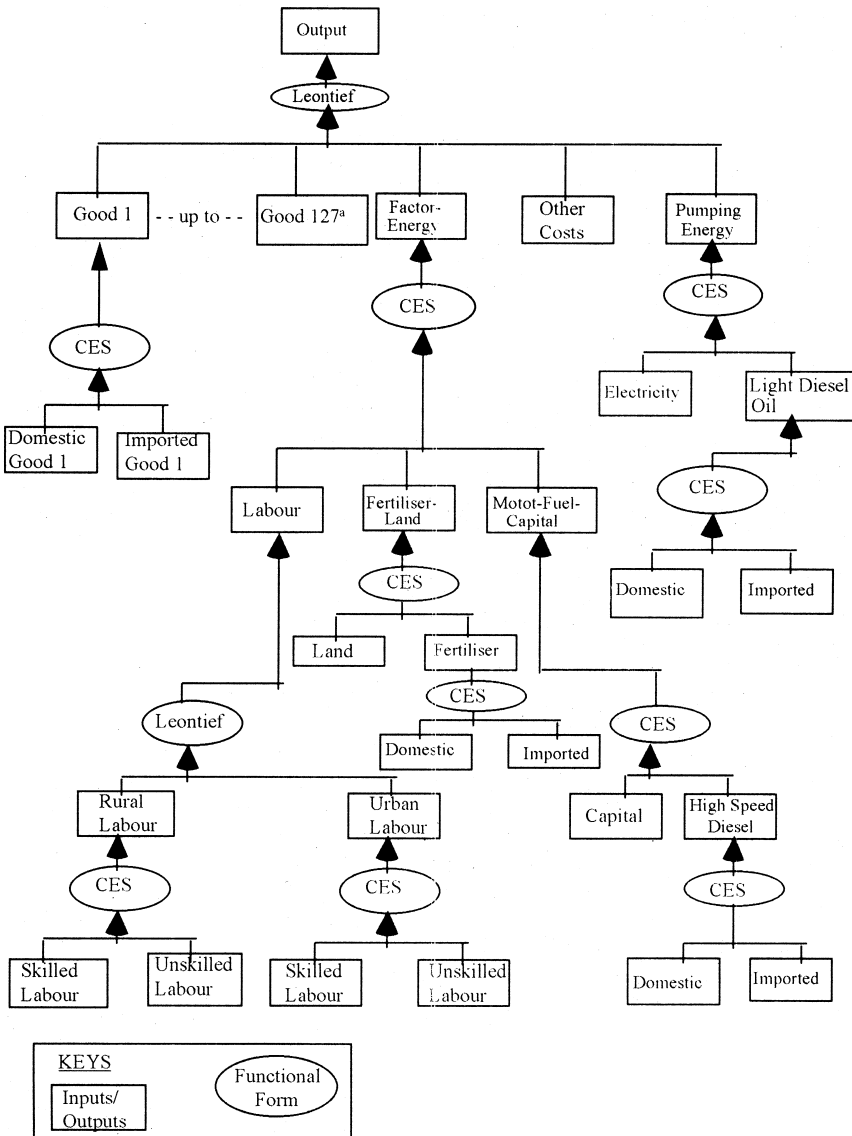 Output
Leontief
Good 1
- - up to - -
Good 127ᵃ
Factor-
Energy
Other
Costs
Pumping
Energy
CES
CES
CES
Electricity
Light Diesel
Oil
Domestic
Good 1
Imported
Good 1
CES
Labour
Fertiliser-
Land
Motot-Fuel-
Capital
Domestic
Imported
CES
Land
Fertiliser
CES
Leontief
CES
Domestic
Imported
Rural
Labour
Urban
Labour
Capital
High Speed
Diesel
CES
CES
CES
Skilled
Labour
Unskilled
Labour
Skilled
Labour
Unskilled
Labour
Domestic
Imported
KEYS
Inputs/
Outputs
Functional
Form